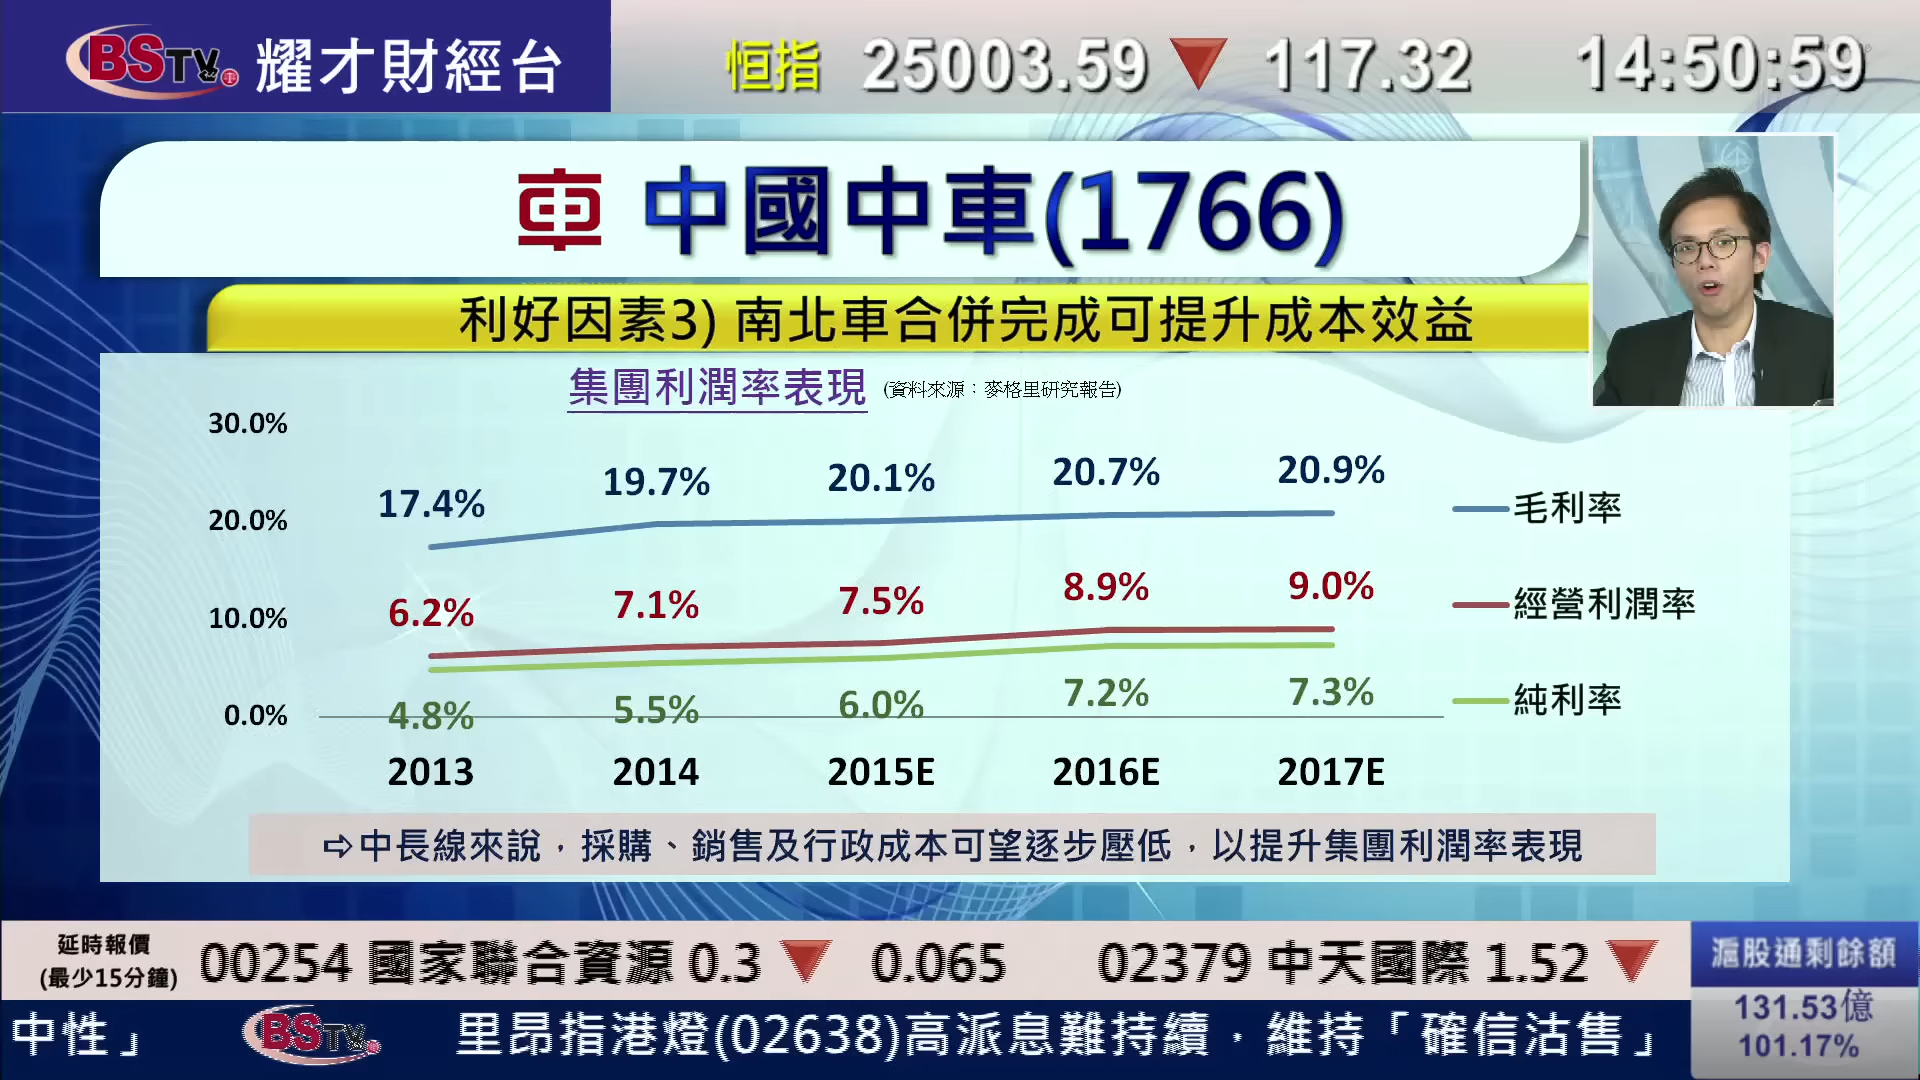 BSTV 耀才財經台
恒指 25003.59 ▼ 117.32 14:50:59
車 中國中車(1766)
利好因素3) 南北車合併完成可提升成本效益
集團利潤率表現 (資料來源：麥格里研究報告)
30.0%
20.0%
10.0%
0.0%
17.4% 19.7% 20.1% 20.7% 20.9%
6.2% 7.1% 7.5% 8.9% 9.0%
4.8% 5.5% 6.0% 7.2% 7.3%
2013 2014 2015E 2016E 2017E
毛利率
經營利潤率
純利率
⇨中長線來說，採購、銷售及行政成本可望逐步壓低，以提升集團利潤率表現
延時報價
(最少15分鐘)
00254 國家聯合資源 0.3 ▼ 0.065 02379 中天國際 1.52 ▼
滬股通剩餘額
131.53億
101.17%
中性」 BSTV 里昂指港燈(02638)高派息難持續，維持「確信沽售」